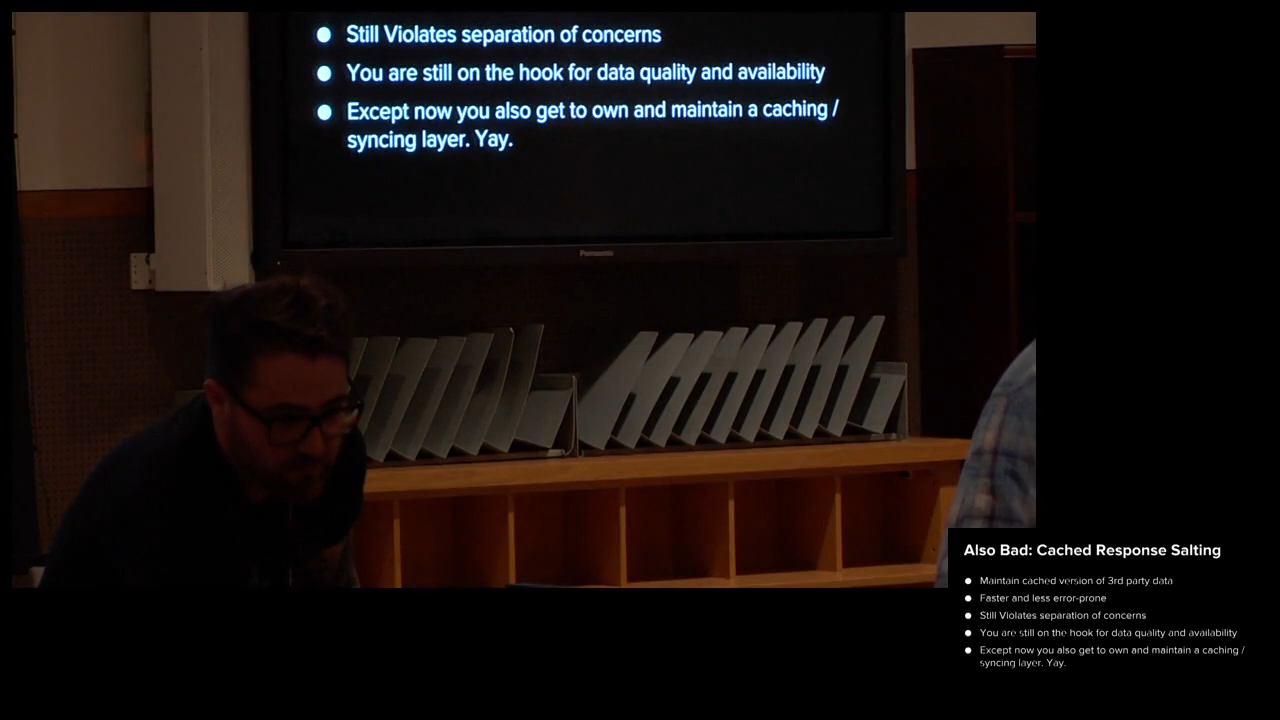 Still Violates separation of concerns
You are still on the hook for data quality and availability
Except now you also get to own and maintain a caching /
syncing layer. Yay.
Panasonic
Also Bad: Cached Response Salting
Maintain cached version of 3rd party data
Faster and less error-prone
Still Violates separation of concerns
You are still on the hook for data quality and availability
Except now you also get to own and maintain a caching /
syncing layer. Yay.